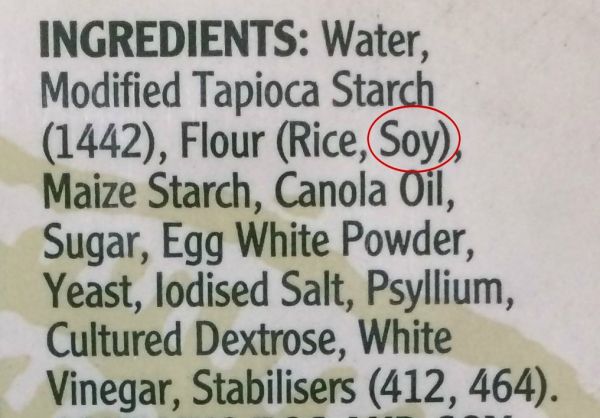 INGREDIENTS: Water,
Modified Tapioca Starch
(1442), Flour (Rice, Soy),
Maize Starch, Canola Oil,
Sugar, Egg White Powder,
Yeast, Iodised Salt, Psyllium,
Cultured Dextrose, White
Vinegar, Stabilisers (412, 464).